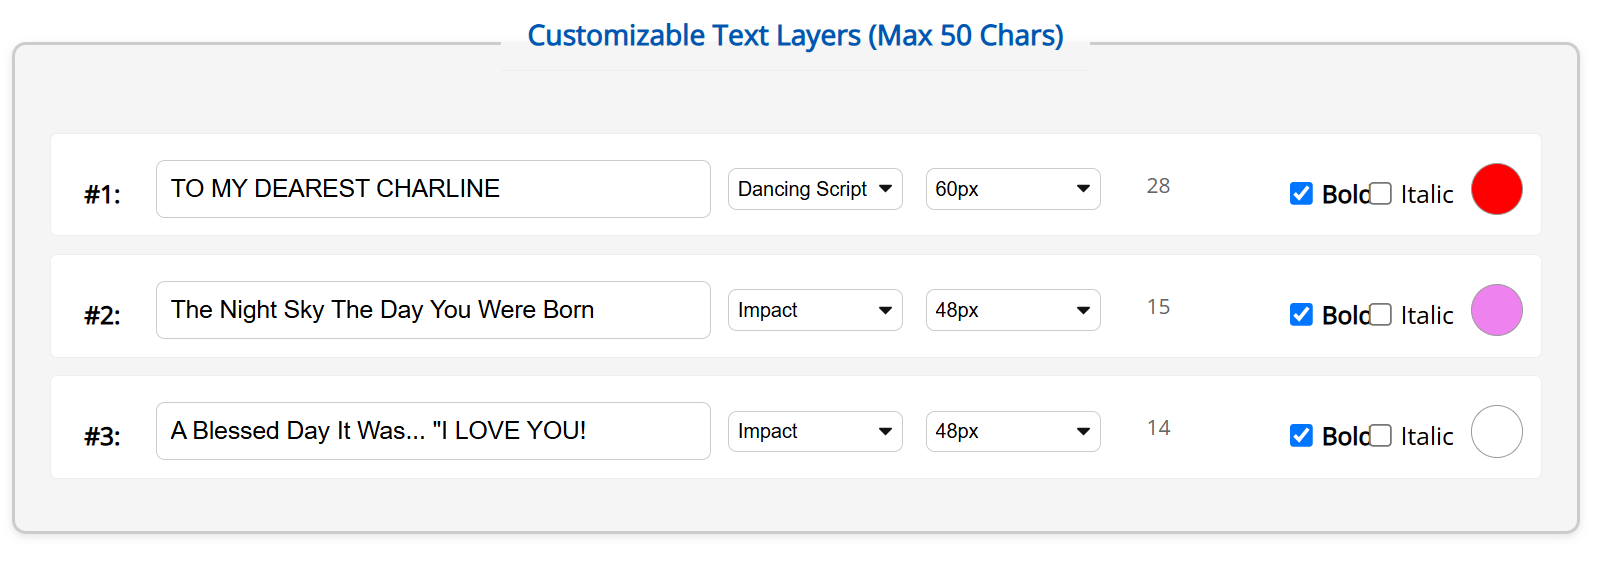 Customizable Text Layers (Max 50 Chars)
#1: TO MY DEAREST CHARLINE Dancing Script 60px 28 Bold Italic
#2: The Night Sky The Day You Were Born Impact 48px 15 Bold Italic
#3: A Blessed Day It Was... "I LOVE YOU! Impact 48px 14 Bold Italic